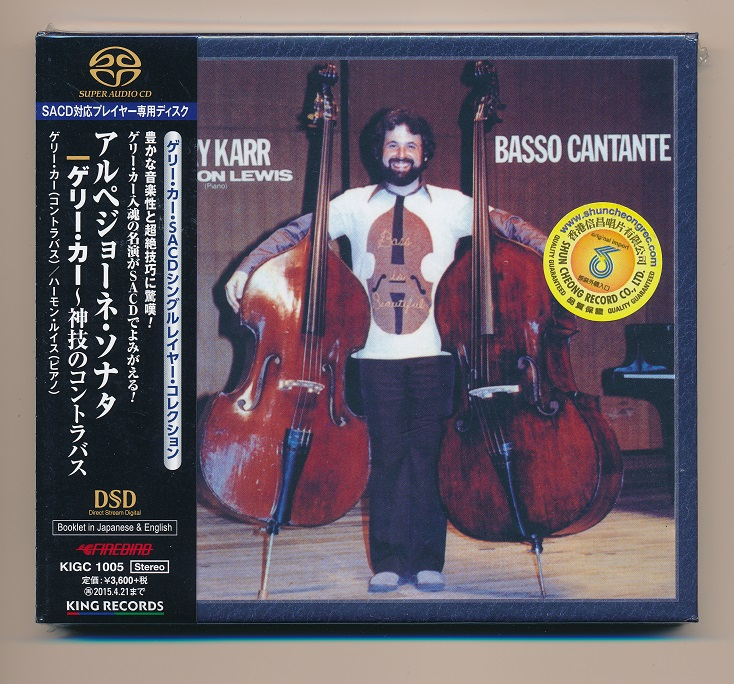 SUPER AUDIO CD
SACD対応プレイヤー専用ディスク
ゲリー・カー・SACDシングルレイヤー・コレクション
豊かな音楽性と超絶技巧に驚嘆!
ゲリー・カー入魂の名演がSACDでよみがえる!
アルペジョーネ・ソナタ
ゲリー・カー〜神技のコントラバス
ゲリー・カー(コントラバス)/ハーモン・ルイス(ピアノ)
DSD
Direct Stream Digital
Booklet in Japanese & English
FIREBIRD
KIGC 1005 Stereo
定価:¥3,600+税
㊝2015.4.21まで
KING RECORDS
Y KARR
ON LEWIS
(Piano)
BASSO CANTANTE
Bass
is
Beautiful
www.shuncheongrec.com
香港信昌唱片有限公司
original import
原裝外國入口
SHUN CHEONG RECORD CO., LTD.
品質保證
QUALITY GUARANTEED
QUALITY GUARANTEED